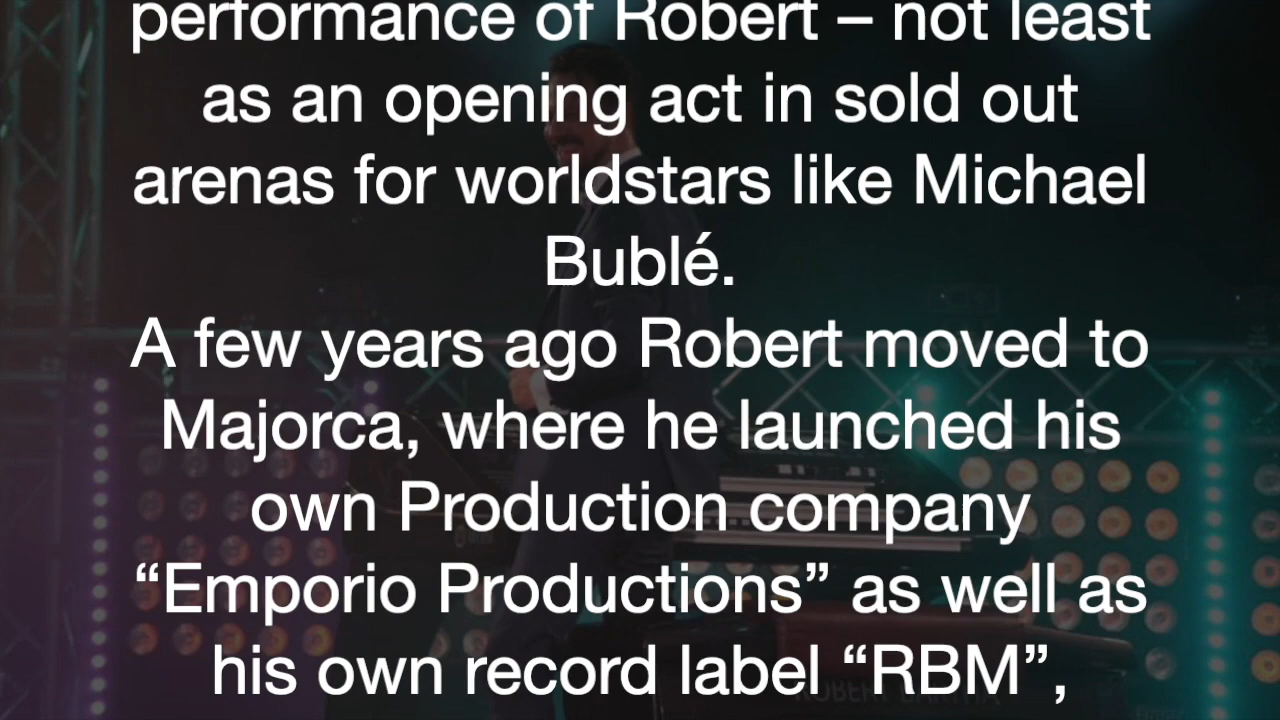 performance of Robert – not least
as an opening act in sold out
arenas for worldstars like Michael
Bublé.
A few years ago Robert moved to
Majorca, where he launched his
own Production company
“Emporio Productions” as well as
his own record label “RBM”,